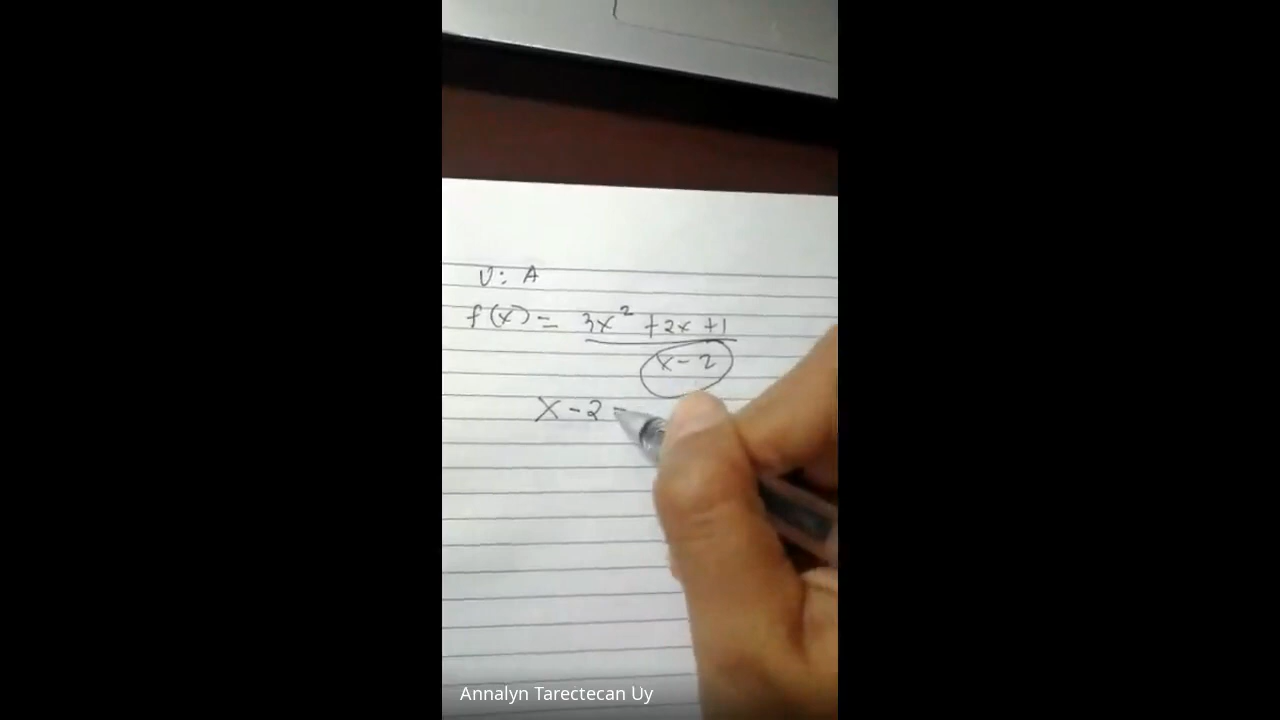 V: A
f(x) = 3x² + 2x + 1
x - 2
x - 2 =
Annalyn Tarectecan Uy